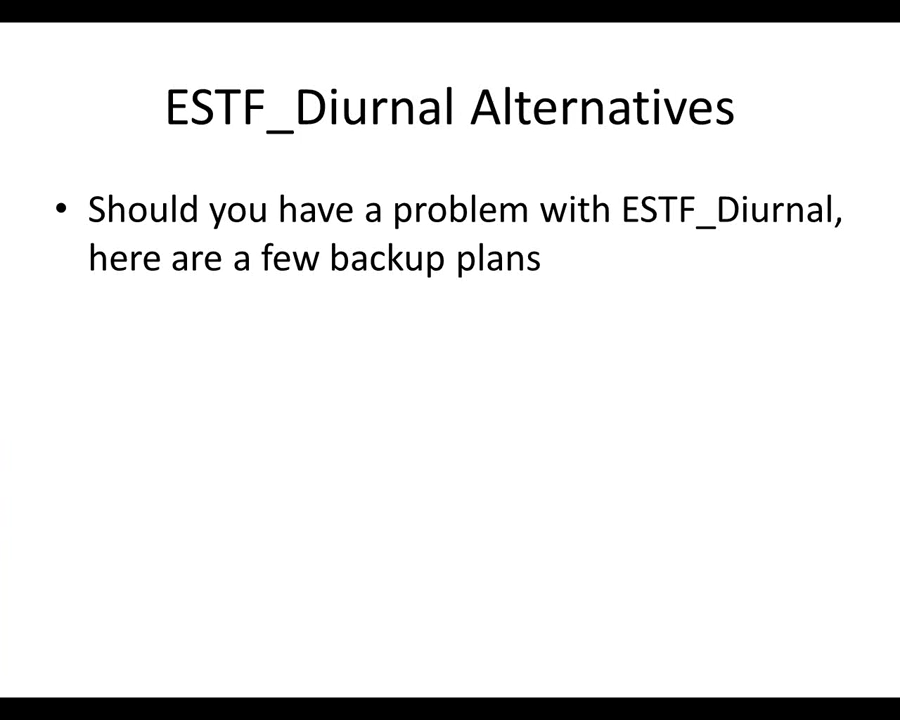 ESTF_Diurnal Alternatives
• Should you have a problem with ESTF_Diurnal,
here are a few backup plans